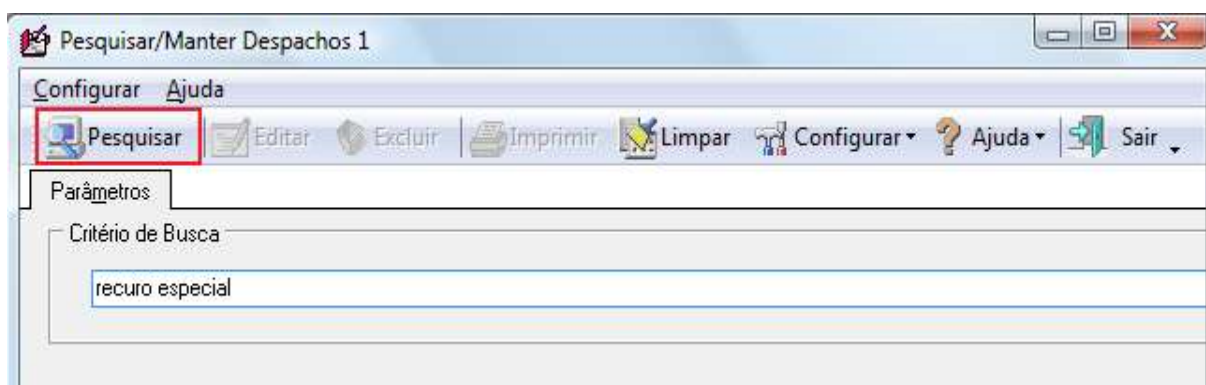 Pesquisar/Manter Despachos 1
Configurar Ajuda
Pesquisar Editar Excluir Imprimir Limpar Configurar Ajuda Sair
Parâmetros
Critério de Busca
recuro especial